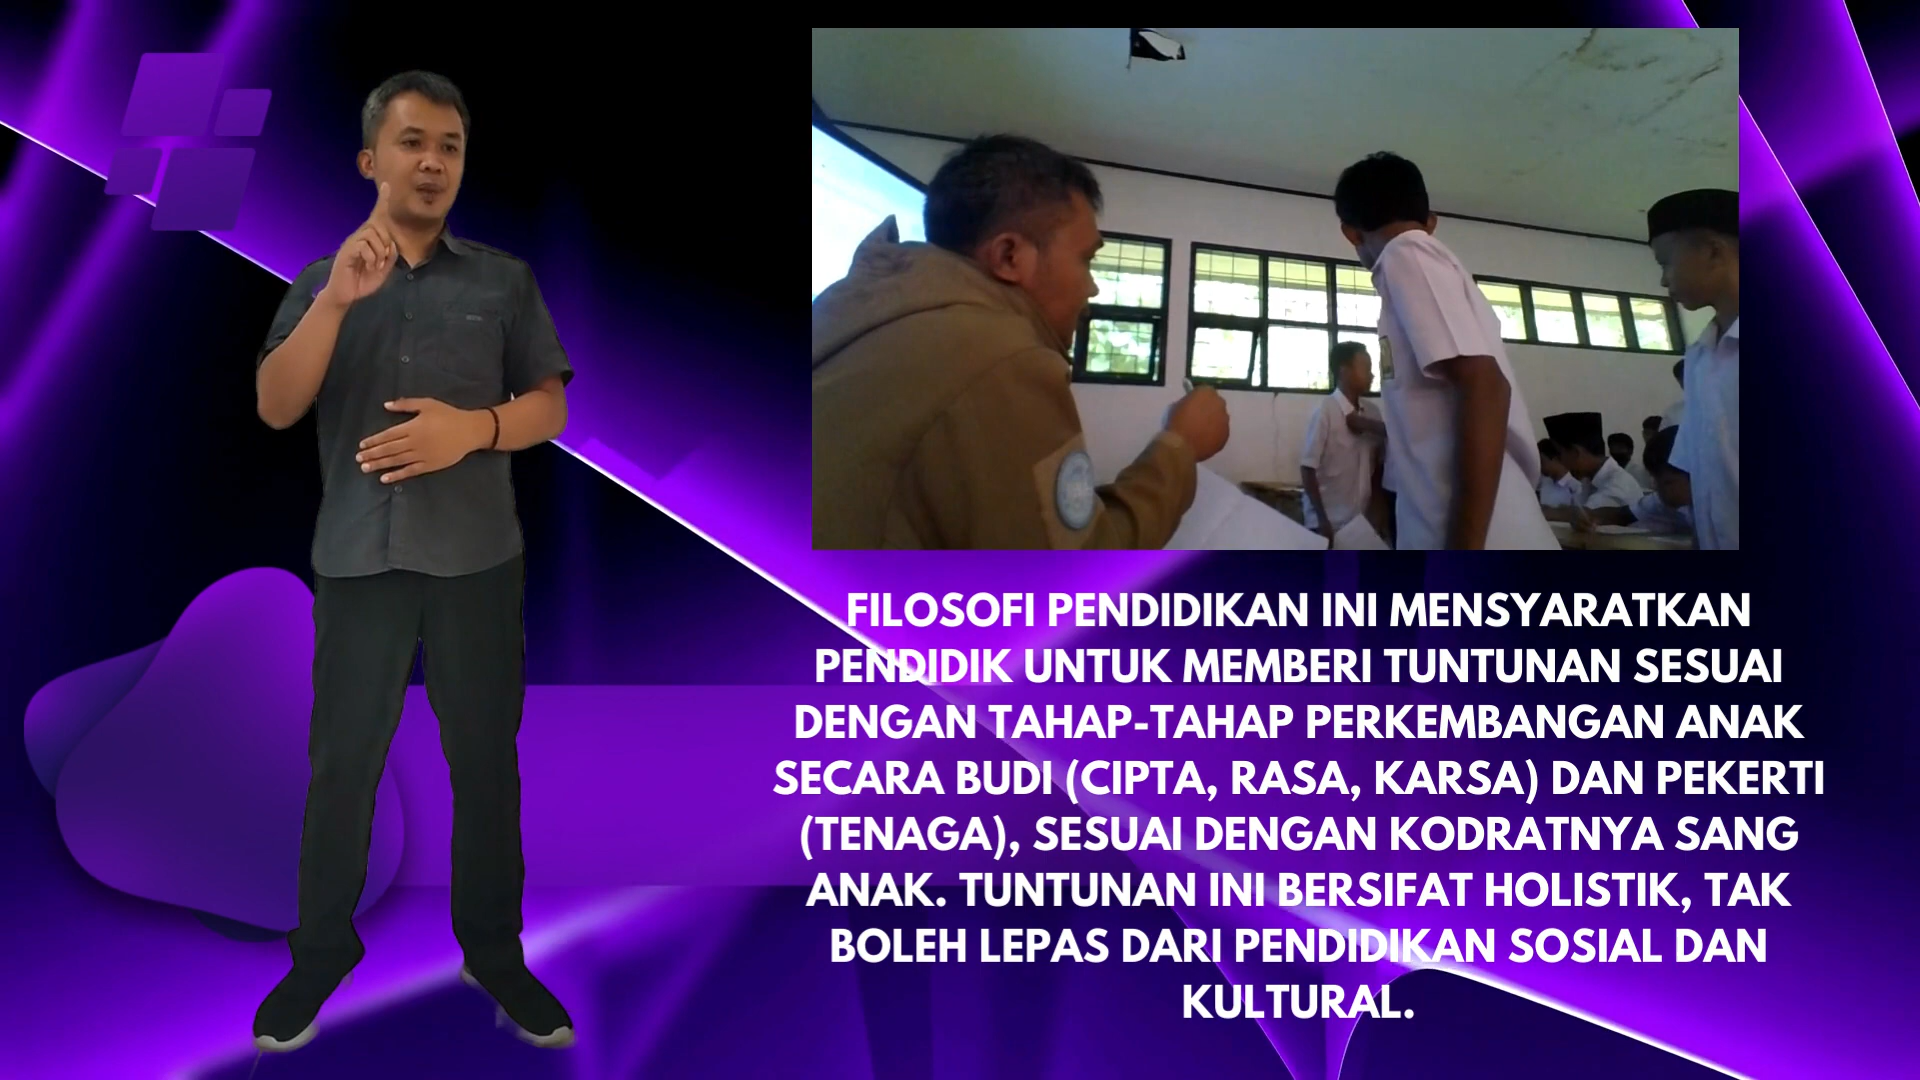 FILOSOFI PENDIDIKAN INI MENSYARATKAN
PENDIDIK UNTUK MEMBERI TUNTUNAN SESUAI
DENGAN TAHAP-TAHAP PERKEMBANGAN ANAK
SECARA BUDI (CIPTA, RASA, KARSA) DAN PEKERTI
(TENAGA), SESUAI DENGAN KODRATNYA SANG
ANAK. TUNTUNAN INI BERSIFAT HOLISTIK, TAK
BOLEH LEPAS DARI PENDIDIKAN SOSIAL DAN
KULTURAL.